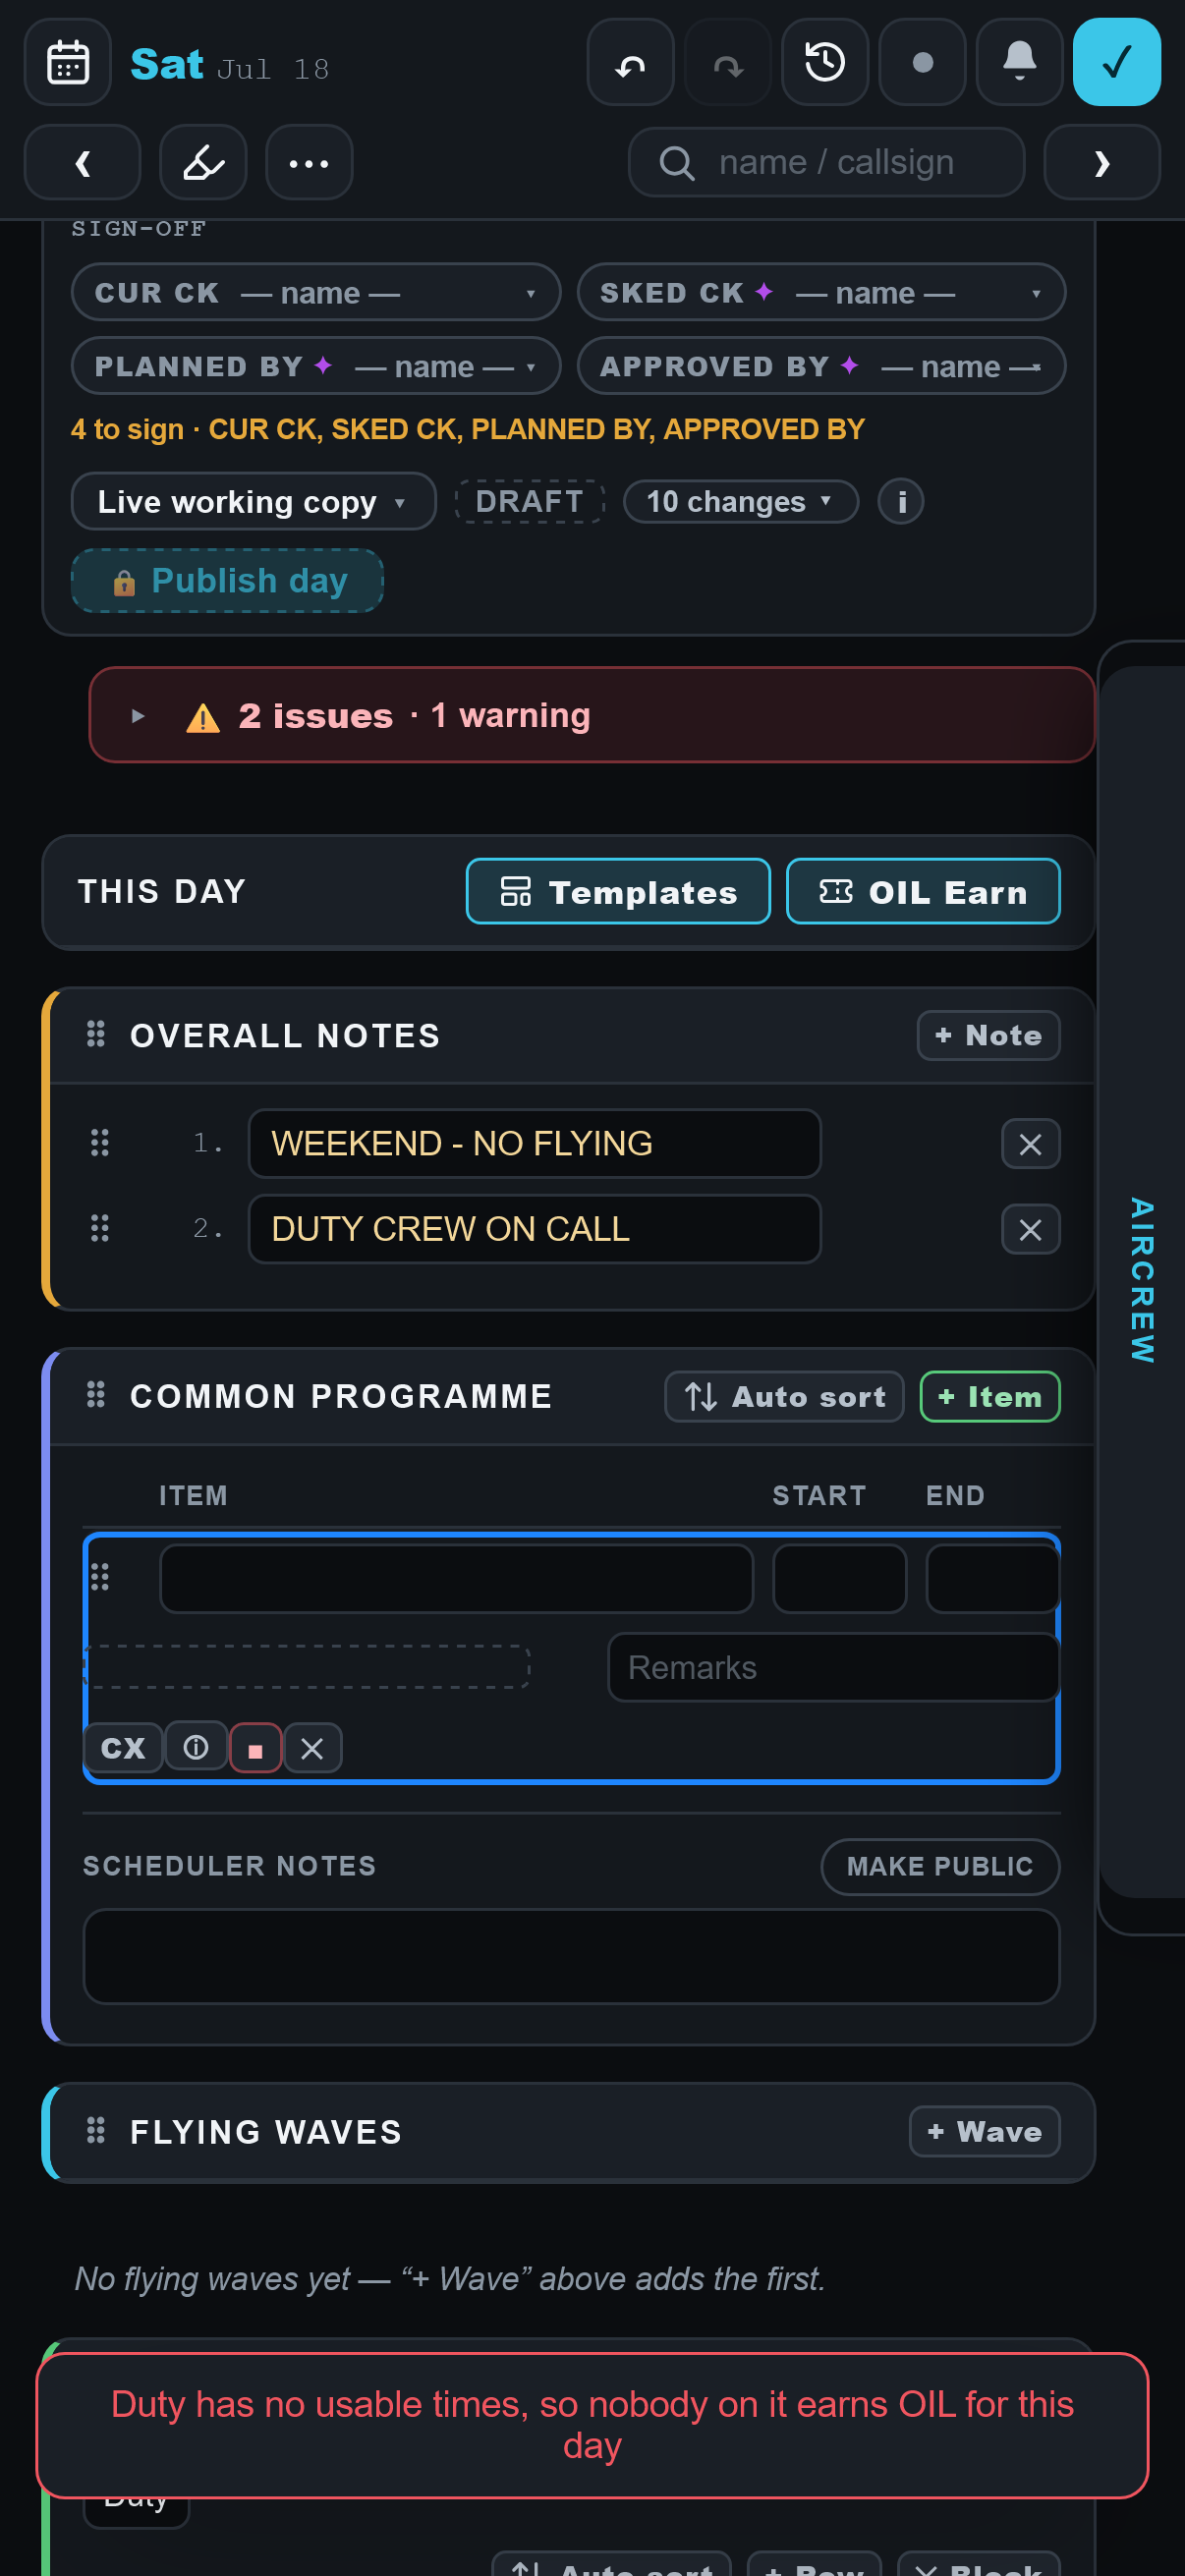 Sat Jul 18
name / callsign
SIGN-OFF
CUR CK — name —
SKED CK ✦ — name —
PLANNED BY ✦ — name —
APPROVED BY ✦ — name —
4 to sign · CUR CK, SKED CK, PLANNED BY, APPROVED BY
Live working copy
DRAFT
10 changes
i
Publish day
2 issues · 1 warning
THIS DAY
Templates
OIL Earn
AIRCREW
OVERALL NOTES
+ Note
1. WEEKEND - NO FLYING
2. DUTY CREW ON CALL
COMMON PROGRAMME
Auto sort
+ Item
ITEM START END
Remarks
CX
SCHEDULER NOTES
MAKE PUBLIC
FLYING WAVES
+ Wave
No flying waves yet — “+ Wave” above adds the first.
Duty has no usable times, so nobody on it earns OIL for this
day
Duty
Auto sort
+ Row
Block